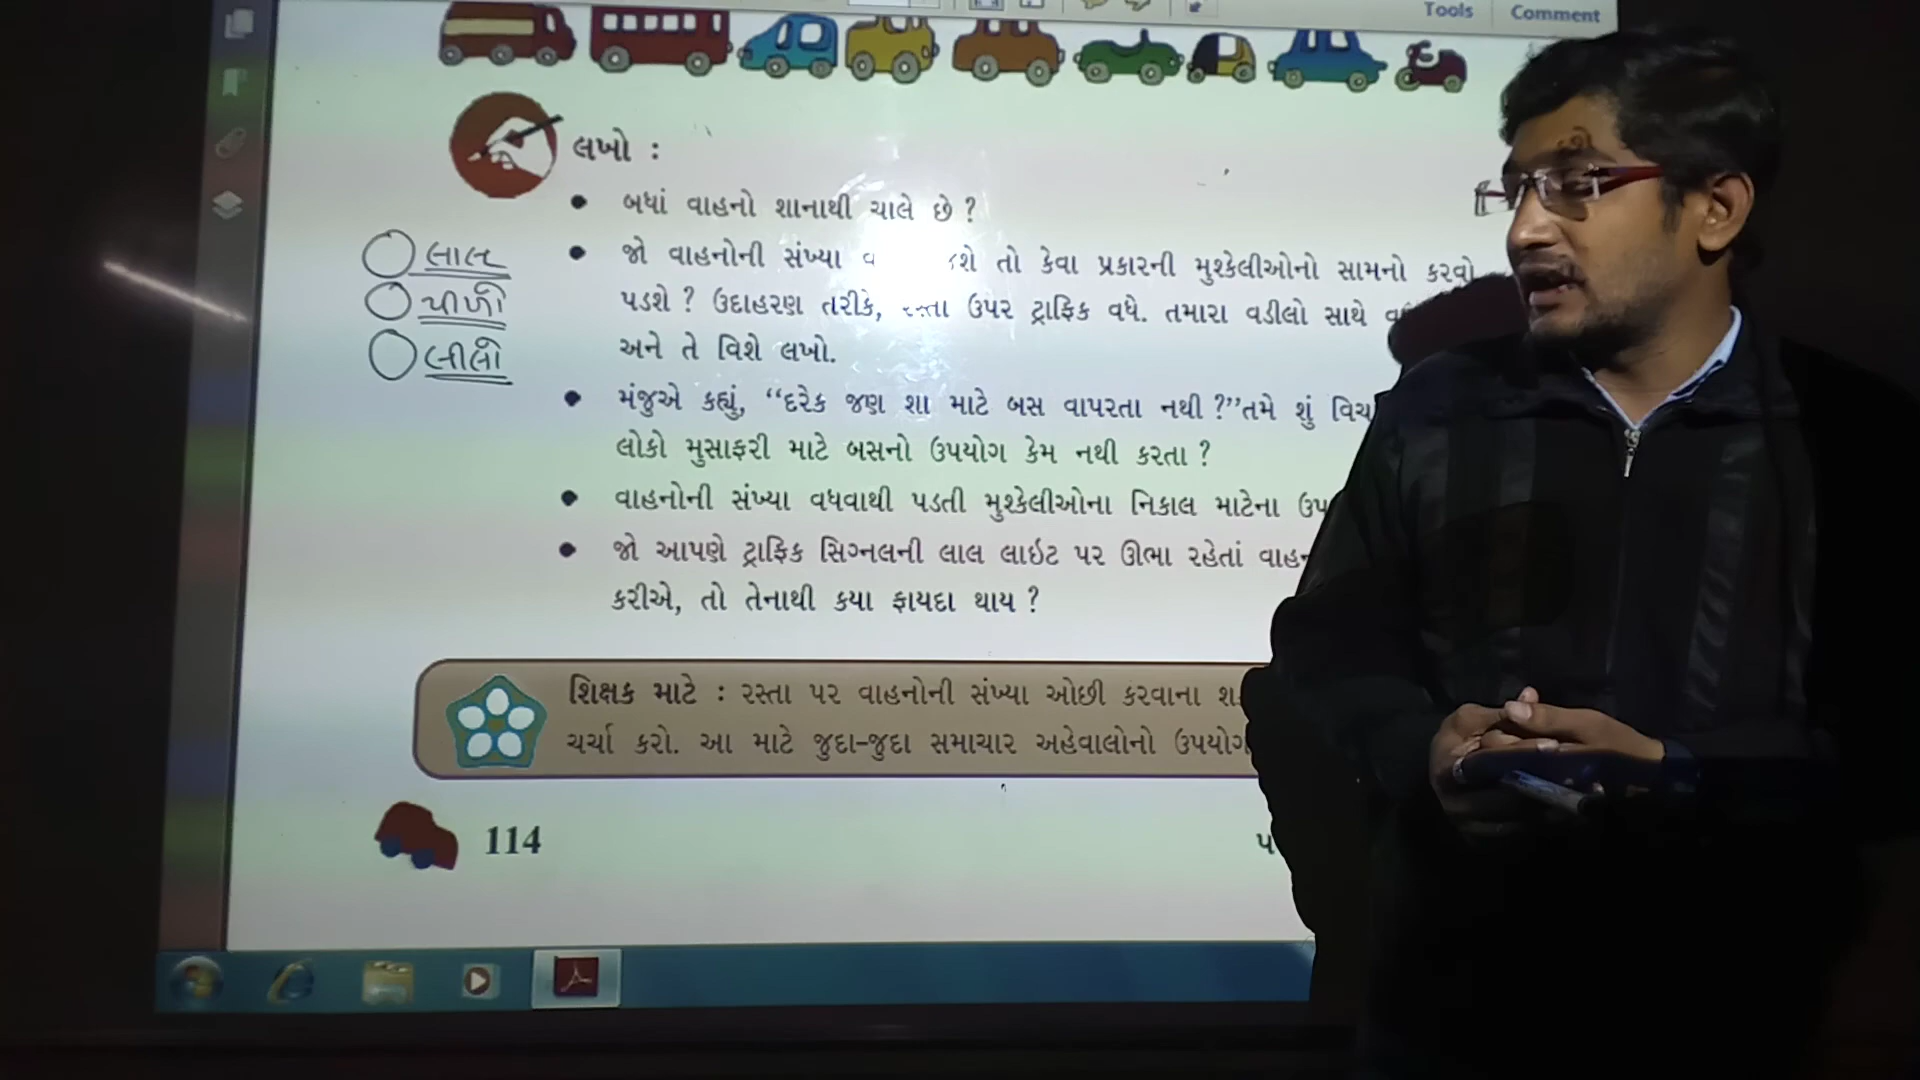 Tools Comment
લખો :
બધાં વાહનો શાનાથી ચાલે છે ?
જો વાહનોની સંખ્યા તો કેવા પ્રકારની મુશ્કેલીઓનો સામનો કરવો
પડશે ? ઉદાહરણ તરીકે, રસ્તા ઉપર ટ્રાફિક વધે. તમારા વડીલો સાથે
અને તે વિશે લખો.
મંજુએ કહ્યું, “દરેક જણ શા માટે બસ વાપરતા નથી ?”તમે શું
લોકો મુસાફરી માટે બસનો ઉપયોગ કેમ નથી કરતા ?
વાહનોની સંખ્યા વધવાથી પડતી મુશ્કેલીઓના નિકાલ માટેના
જો આપણે ટ્રાફિક સિગ્નલની લાલ લાઇટ પર ઊભા રહેતાં
કરીએ, તો તેનાથી કયા ફાયદા થાય ?
લાલ
પીળી
લીલી
શિક્ષક માટે : રસ્તા પર વાહનોની સંખ્યા ઓછી કરવાના
ચર્ચા કરો. આ માટે જુદા-જુદા સમાચાર અહેવાલોનો ઉપયોગ
114